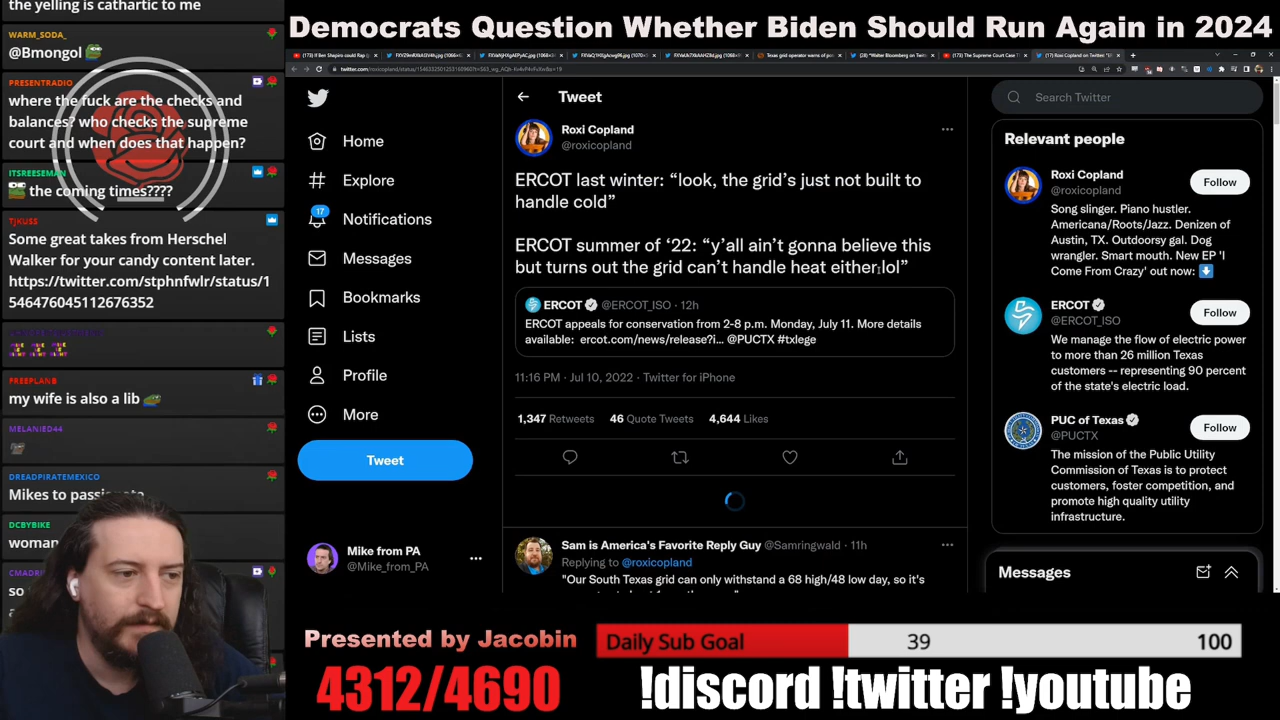 Democrats Question Whether Biden Should Run Again in 2024
the yelling is cathartic to me
WARM_SODA_
@Bmongol
PRESENTRADIO
where the fuck are the checks and
balances? who checks the supreme
court and when does that happen?
ITSREESEMAN
the coming times????
TJKUSS
Some great takes from Herschel
Walker for your candy content later.
https://twitter.com/stphnfwlr/status/1
546476045112676352
FREEPLANB
my wife is also a lib
MELANIED44
DREADPIRATEMEXICO
Mikes to passionate
DCBYBIKE
woman
CMADRI
so
Home
Explore
17
Notifications
Messages
Bookmarks
Lists
Profile
More
Tweet
Mike from PA
@Mike_from_PA
Tweet
Roxi Copland
@roxicopland
ERCOT last winter: “look, the grid’s just not built to
handle cold”
ERCOT summer of ‘22: “y’all ain’t gonna believe this
but turns out the grid can’t handle heat either lol”
ERCOT @ERCOT_ISO · 12h
ERCOT appeals for conservation from 2-8 p.m. Monday, July 11. More details
available: ercot.com/news/release?i... @PUCTX #txlege
11:16 PM · Jul 10, 2022 · Twitter for iPhone
1,347 Retweets 46 Quote Tweets 4,644 Likes
Sam is America's Favorite Reply Guy @Samringwald · 11h
Replying to @roxicopland
"Our South Texas grid can only withstand a 68 high/48 low day, so it's
Search Twitter
Relevant people
Roxi Copland
@roxicopland
Follow
Song slinger. Piano hustler.
Americana/Roots/Jazz. Denizen of
Austin, TX. Outdoorsy gal. Dog
wrangler. Smart mouth. New EP 'I
Come From Crazy' out now:
ERCOT
@ERCOT_ISO
Follow
We manage the flow of electric power
to more than 26 million Texas
customers -- representing 90 percent
of the state's electric load.
PUC of Texas
@PUCTX
Follow
The mission of the Public Utility
Commission of Texas is to protect
customers, foster competition, and
promote high quality utility
infrastructure.
Messages
Presented by Jacobin
4312/4690
Daily Sub Goal 39 100
!discord !twitter !youtube